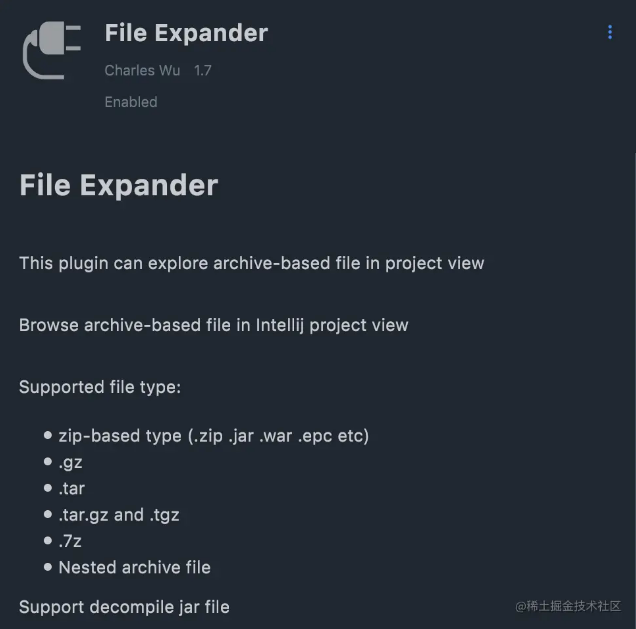 File Expander
Charles Wu 1.7
Enabled
File Expander
This plugin can explore archive-based file in project view
Browse archive-based file in Intellij project view
Supported file type:
• zip-based type (.zip .jar .war .epc etc)
• .gz
• .tar
• .tar.gz and .tgz
• .7z
• Nested archive file
Support decompile jar file
@稀土掘金技术社区